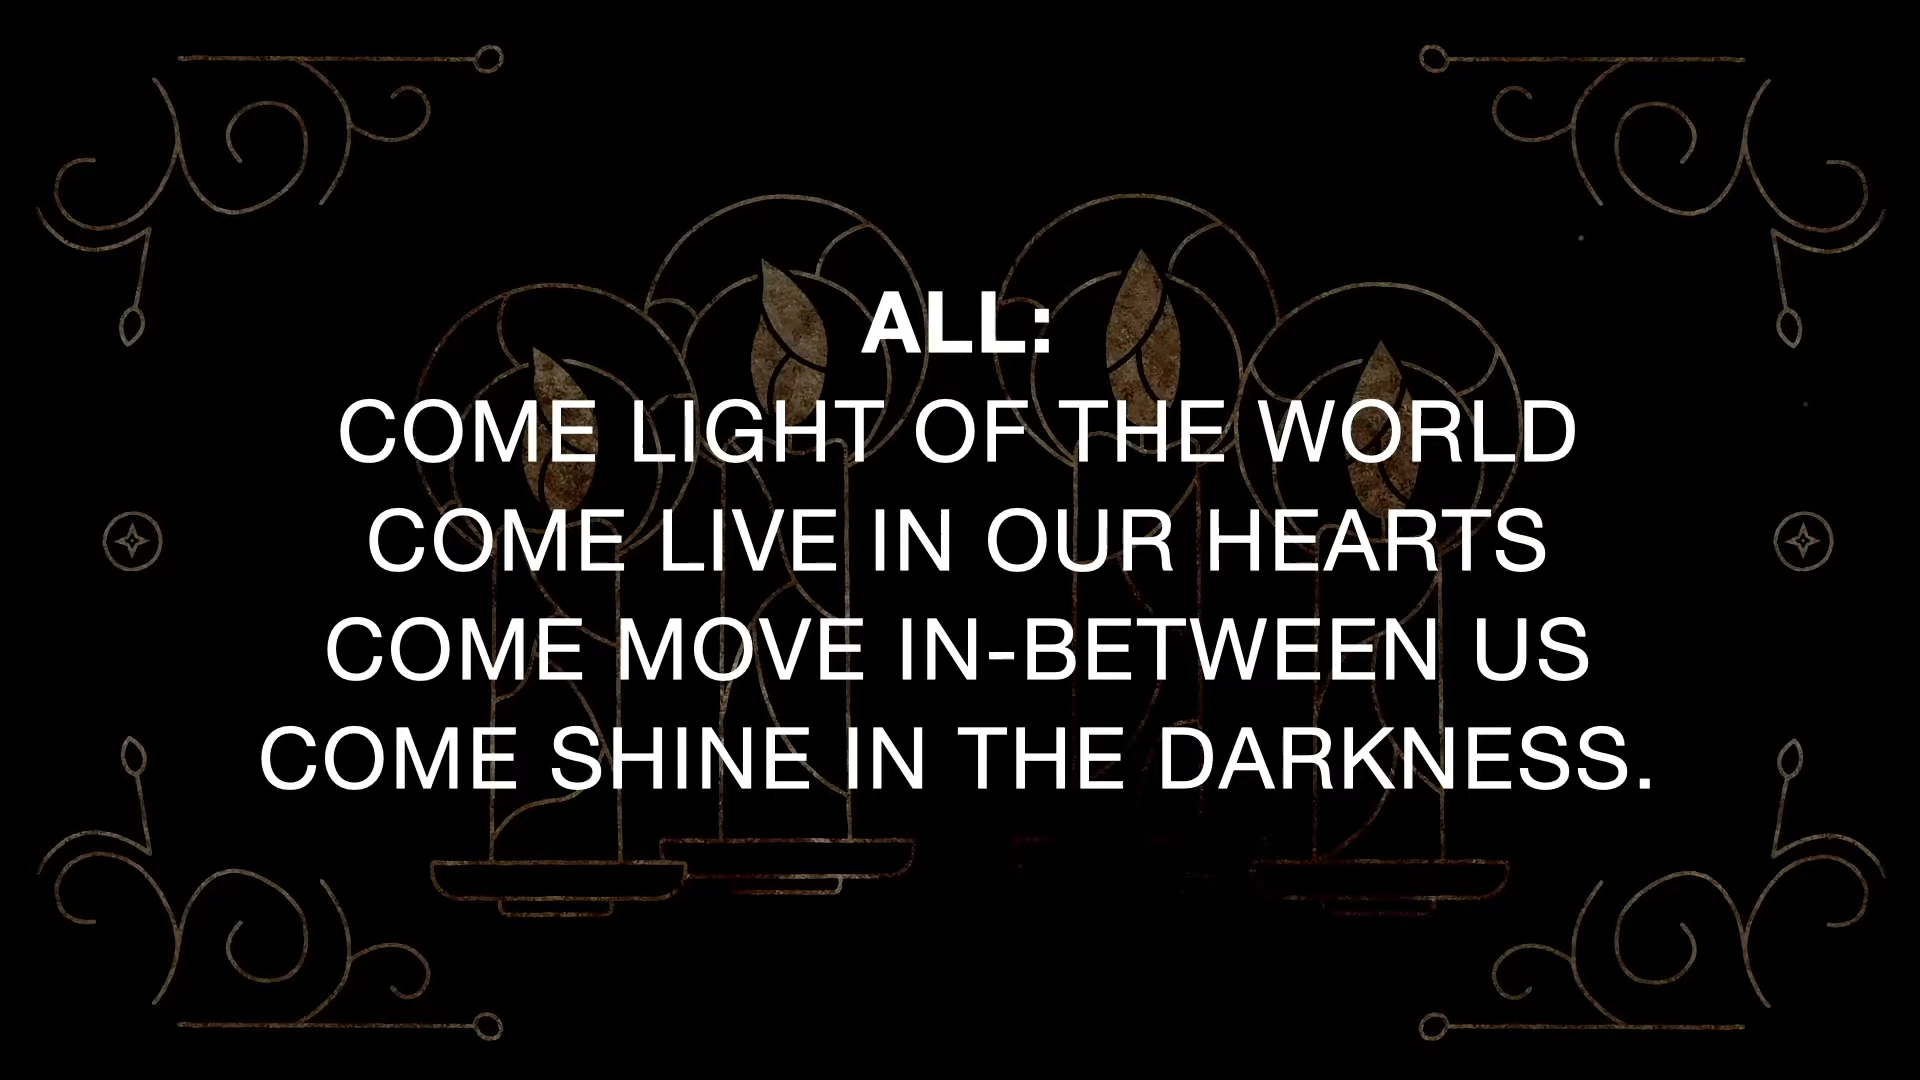 ALL:
COME LIGHT OF THE WORLD
COME LIVE IN OUR HEARTS
COME MOVE IN-BETWEEN US
COME SHINE IN THE DARKNESS.